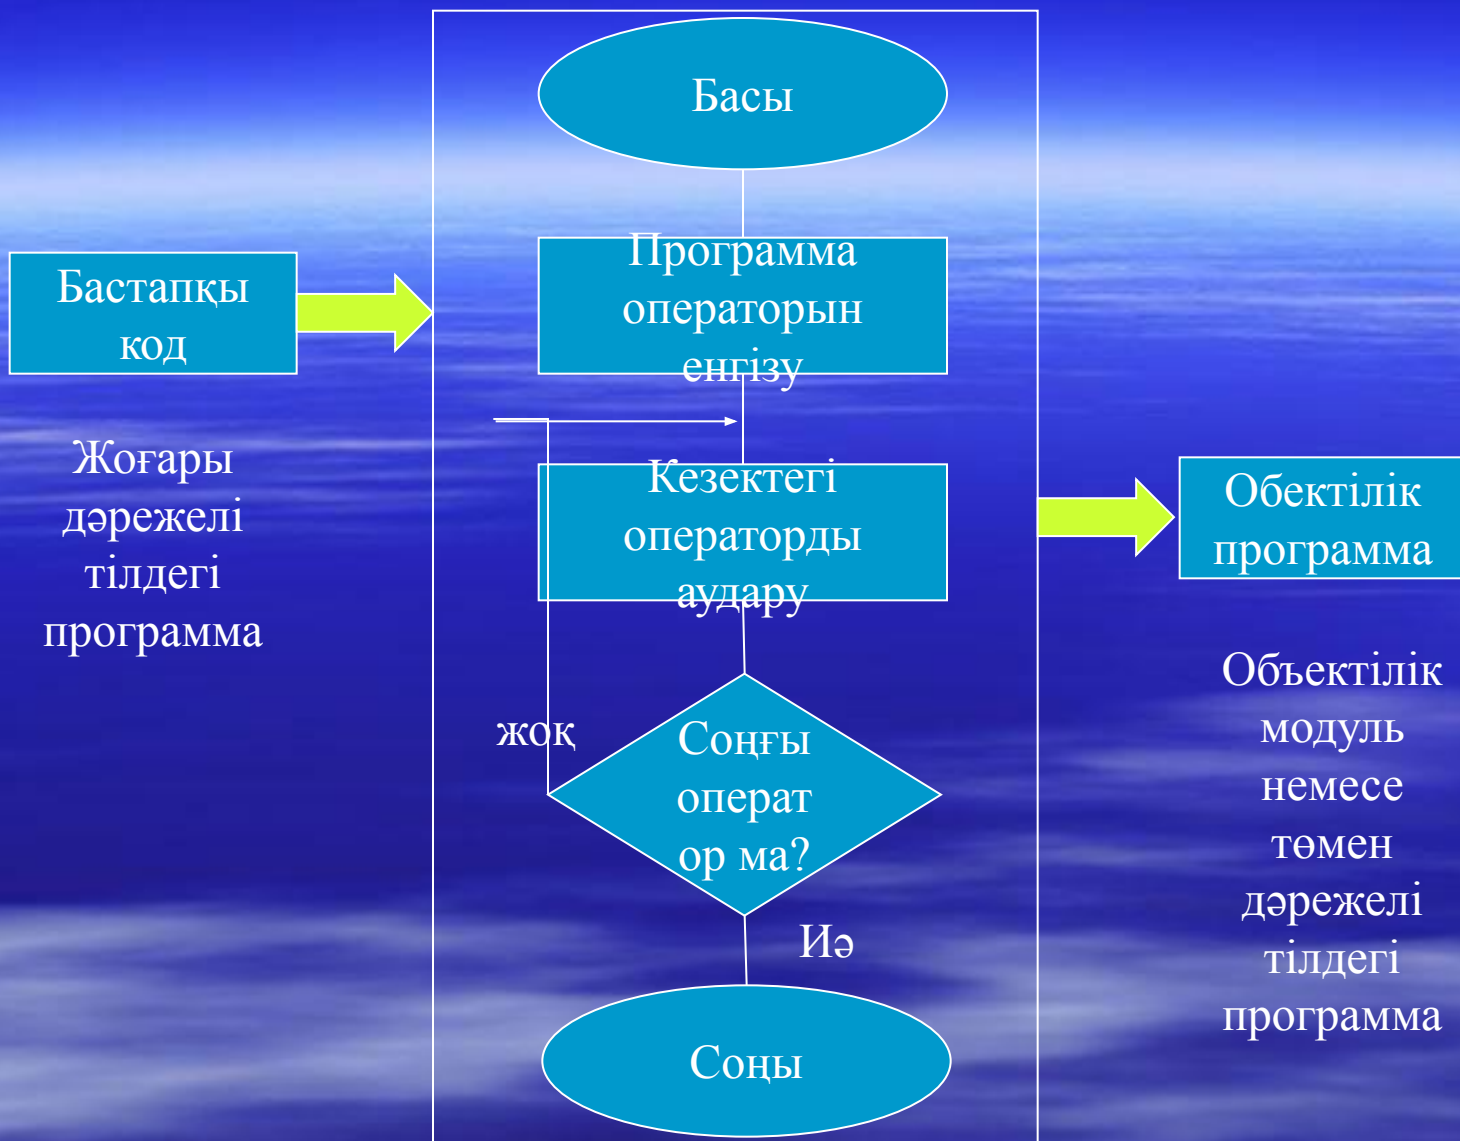 Басы
Программа
операторын
енгізу
Бастапқы
код
Жоғары
дәрежелі
тілдегі
программа
Кезектегі
операторды
аудару
жоқ
Соңғы
операт
ор ма?
Иә
Соңы
Обектілік
программа
Объектілік
модуль
немесе
төмен
дәрежелі
тілдегі
программа